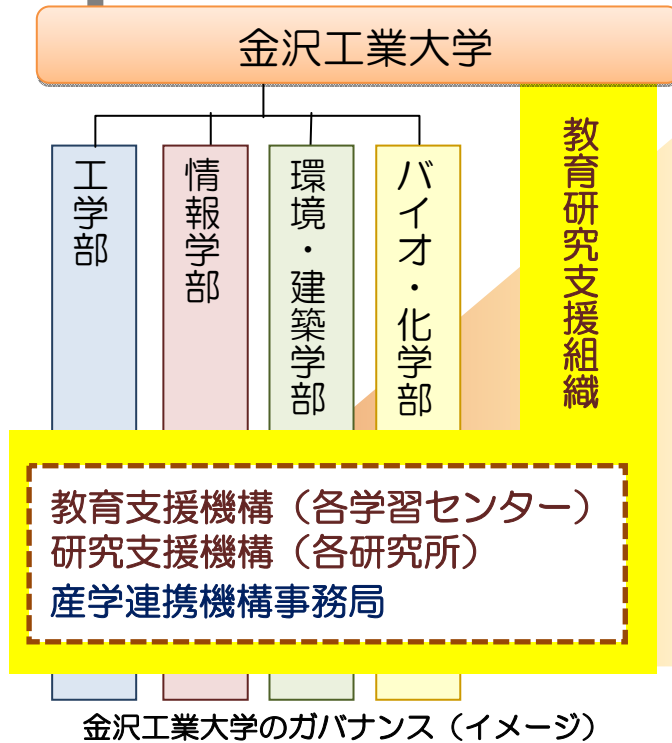 金沢工業大学
工学部
情報学部
環境・建築学部
バイオ・化学部
教育研究支援組織
教育支援機構（各学習センター）
研究支援機構（各研究所）
産学連携機構事務局
金沢工業大学のガバナンス（イメージ）